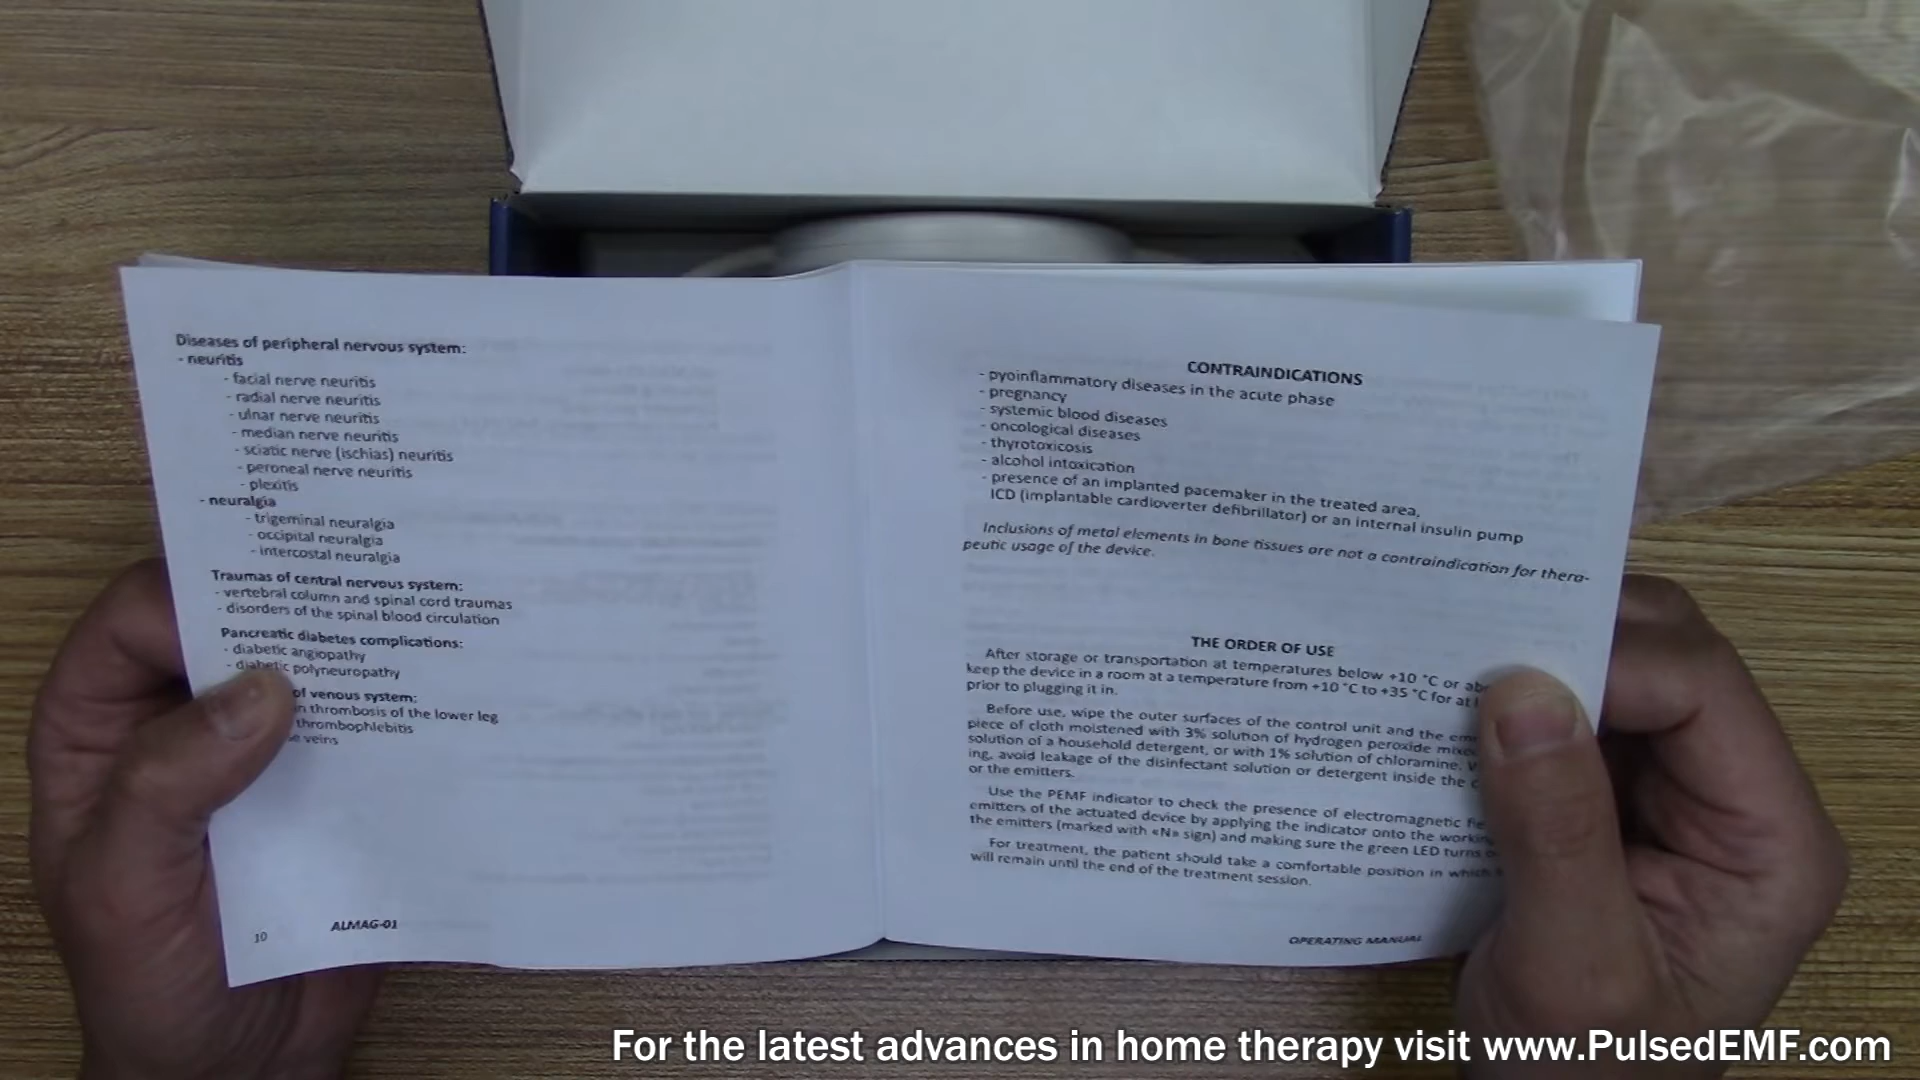 Diseases of peripheral nervous system:
- neuritis
- facial nerve neuritis
- radial nerve neuritis
- ulnar nerve neuritis
- median nerve neuritis
- sciatic nerve (ischias) neuritis
- peroneal nerve neuritis
- plexitis
- neuralgia
- trigeminal neuralgia
- occipital neuralgia
- intercostal neuralgia
Traumas of central nervous system:
- vertebral column and spinal cord traumas
- disorders of the spinal blood circulation
Pancreatic diabetes complications:
- diabetic angiopathy
- diabetic polyneuropathy
of venous system:
thrombosis of the lower leg
thrombophlebitis
veins
10
ALMAG-01
CONTRAINDICATIONS
- pyoinflammatory diseases in the acute phase
- pregnancy
- systemic blood diseases
- oncological diseases
- thyrotoxicosis
- alcohol intoxication
- presence of an implanted pacemaker in the treated area,
ICD (implantable cardioverter defibrillator) or an internal insulin pump
Inclusions of metal elements in bone tissues are not a contraindication for thera-
peutic usage of the device.
THE ORDER OF USE
After storage or transportation at temperatures below +10 °C or
keep the device in a room at a temperature from +10 °C to +35 °C for at
prior to plugging it in.
Before use, wipe the outer surfaces of the control unit and the
piece of cloth moistened with 3% solution of hydrogen peroxide
solution of a household detergent, or with 1% solution of chloramine.
ing, avoid leakage of the disinfectant solution or detergent inside the
or the emitters.
Use the PEMF indicator to check the presence of electromagnetic
emitters of the actuated device by applying the indicator onto the
the emitters (marked with «N» sign) and making sure the green LED turns
For treatment, the patient should take a comfortable position in which
will remain until the end of the treatment session.
OPERATING MANUAL
For the latest advances in home therapy visit www.PulsedEMF.com